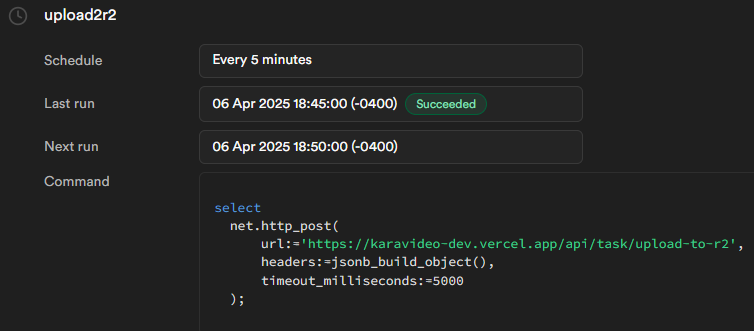 upload2r2
Schedule Every 5 minutes
Last run 06 Apr 2025 18:45:00 (-0400) Succeeded
Next run 06 Apr 2025 18:50:00 (-0400)
Command
select
net.http_post(
url:='https://karavideo-dev.vercel.app/api/task/upload-to-r2',
headers:=jsonb_build_object(),
timeout_milliseconds:=5000
);